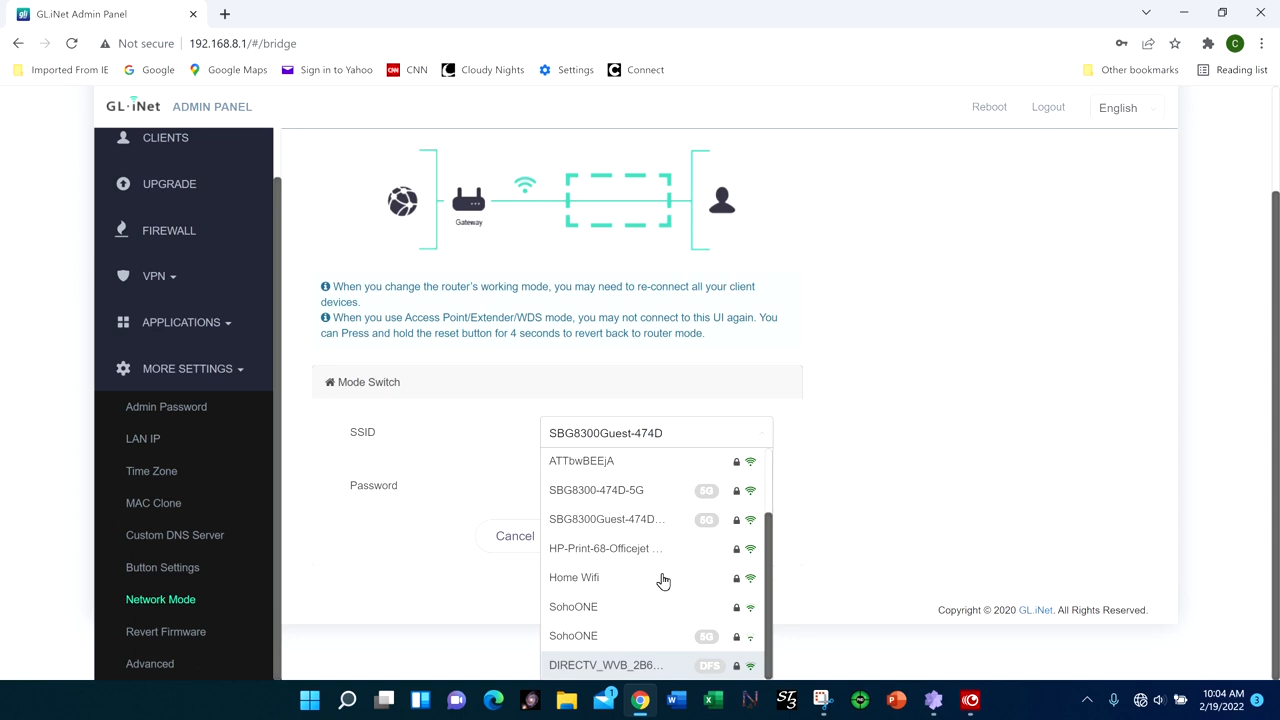 GL.iNet Admin Panel
Not secure
192.168.8.1/#/bridge
C
Imported From IE
Google
Google Maps
Sign in to Yahoo
CNN
Cloudy Nights
Settings
Connect
Other bookmarks
Reading list
GL·iNet ADMIN PANEL
Reboot
Logout
English
CLIENTS
UPGRADE
FIREWALL
VPN
APPLICATIONS
MORE SETTINGS
Admin Password
LAN IP
Time Zone
MAC Clone
Custom DNS Server
Button Settings
Network Mode
Revert Firmware
Advanced
Gateway
When you change the router's working mode, you may need to re-connect all your client
devices.
When you use Access Point/Extender/WDS mode, you may not connect to this UI again. You
can Press and hold the reset button for 4 seconds to revert back to router mode.
Mode Switch
SSID
SBG8300Guest-474D
Password
Cancel
ATTbwBEEjA
SBG8300-474D-5G 5G
SBG8300Guest-474D... 5G
HP-Print-68-Officejet ...
Home Wifi
SohoONE
SohoONE 5G
DIRECTV_WVB_2B6... DFS
Copyright © 2020 GL.iNet. All Rights Reserved.
10:04 AM
2/19/2022
3
1